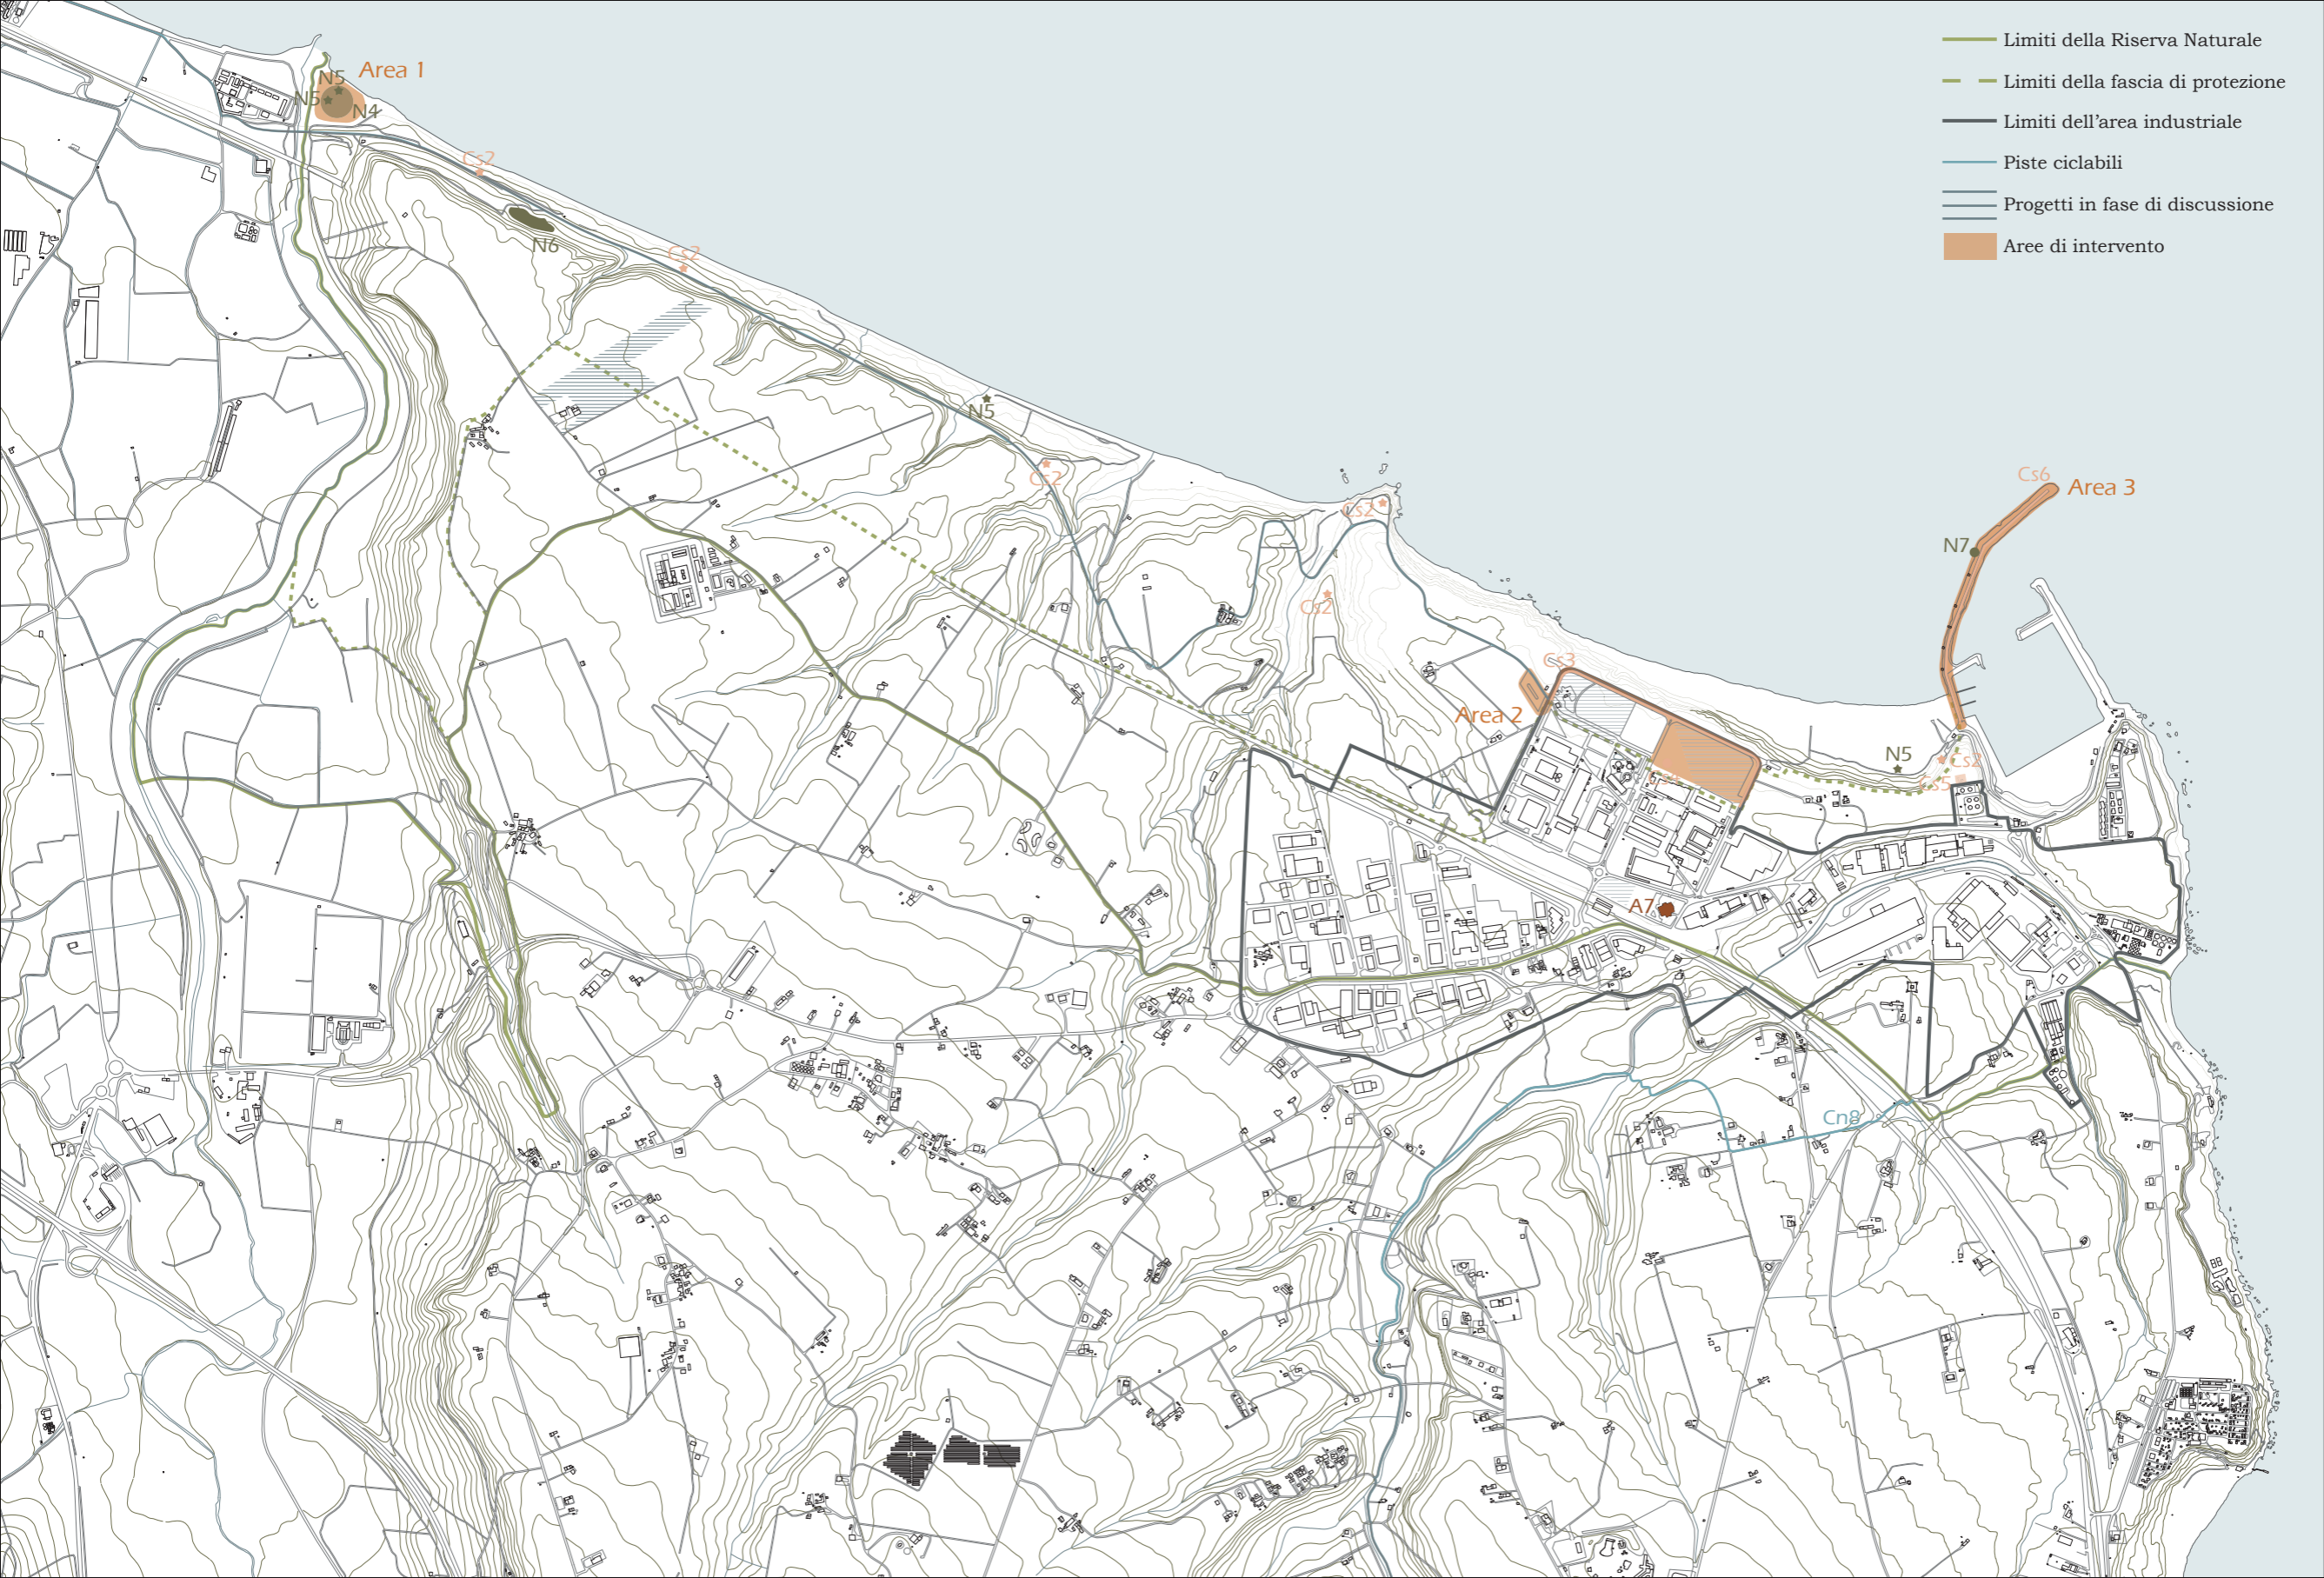 Limiti della Riserva Naturale
Limiti della fascia di protezione
Limiti dell'area industriale
Piste ciclabili
Progetti in fase di discussione
Aree di intervento
Area 1
N5
N5
N4
Cs2
N6
Cs2
N5
Cs2
Cs2
Cs6
Area 3
N7
Cs2
Cs3
Area 2
N5
Cs2
Cs5
A7
Cn8